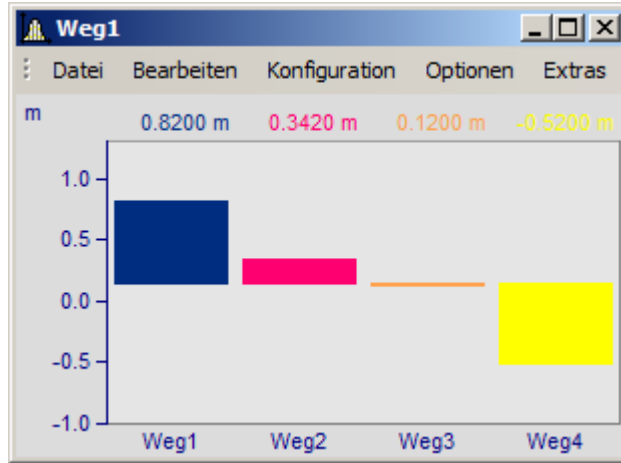 Weg1
Datei Bearbeiten Konfiguration Optionen Extras
m 0.8200 m 0.3420 m 0.1200 m -0.5200 m
1.0
0.5
0.0
-0.5
-1.0
Weg1 Weg2 Weg3 Weg4